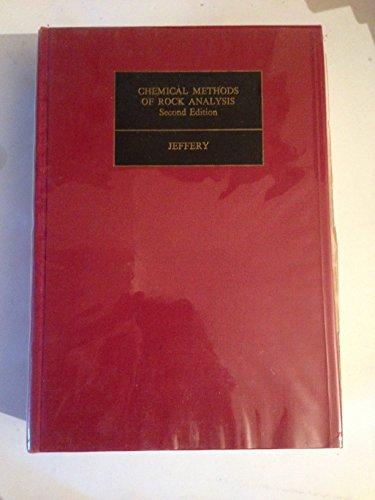 CHEMICAL METHODS
OF ROCK ANALYSIS
Second Edition
JEFFERY